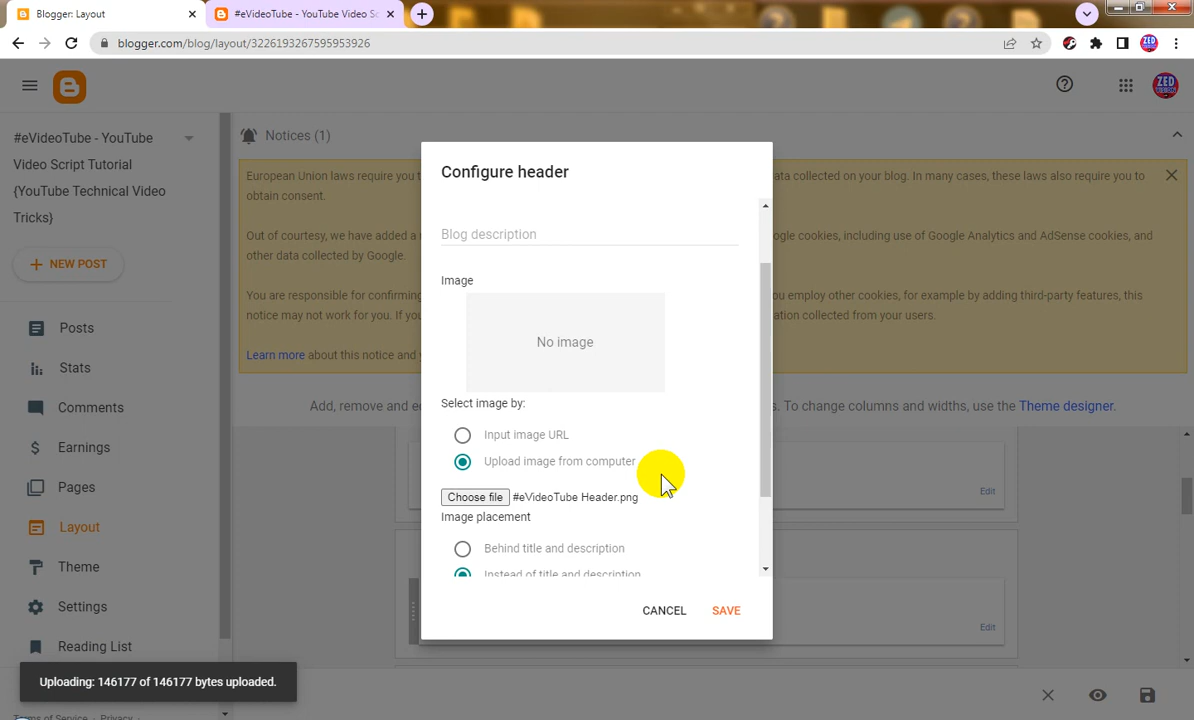 Blogger: Layout
#eVideoTube - YouTube Video Sc
blogger.com/blog/layout/3226193267595953926
ZED
#eVideoTube - YouTube
Video Script Tutorial
{YouTube Technical Video
Tricks}
NEW POST
Posts
Stats
Comments
Earnings
Pages
Layout
Theme
Settings
Reading List
Terms of Service · Privacy ·
Uploading: 146177 of 146177 bytes uploaded.
Notices (1)
European Union laws require you t
ata collected on your blog. In many cases, these laws also require you to
obtain consent.
Out of courtesy, we have added a n
ogle cookies, including use of Google Analytics and AdSense cookies, and
other data collected by Google.
You are responsible for confirming
ou employ other cookies, for example by adding third-party features, this
notice may not work for you. If you
ation collected from your users.
Learn more about this notice and y
Add, remove and ed
s. To change columns and widths, use the Theme designer.
Edit
Edit
Configure header
Blog description
Image
No image
Select image by:
Input image URL
Upload image from computer
Choose file #eVideoTube Header.png
Image placement
Behind title and description
Instead of title and description
CANCEL
SAVE